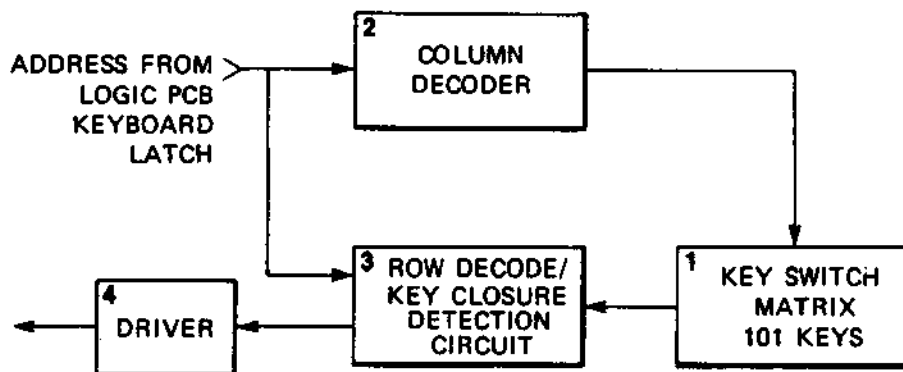 ADDRESS FROM
LOGIC PCB
KEYBOARD
LATCH
2
COLUMN
DECODER
1
KEY SWITCH
MATRIX
101 KEYS
3
ROW DECODE/
KEY CLOSURE
DETECTION
CIRCUIT
4
DRIVER